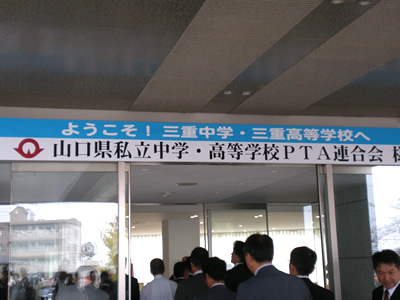 ようこそ！三重中学・三重高等学校へ
山口県私立中学・高等学校PTA連合会 様